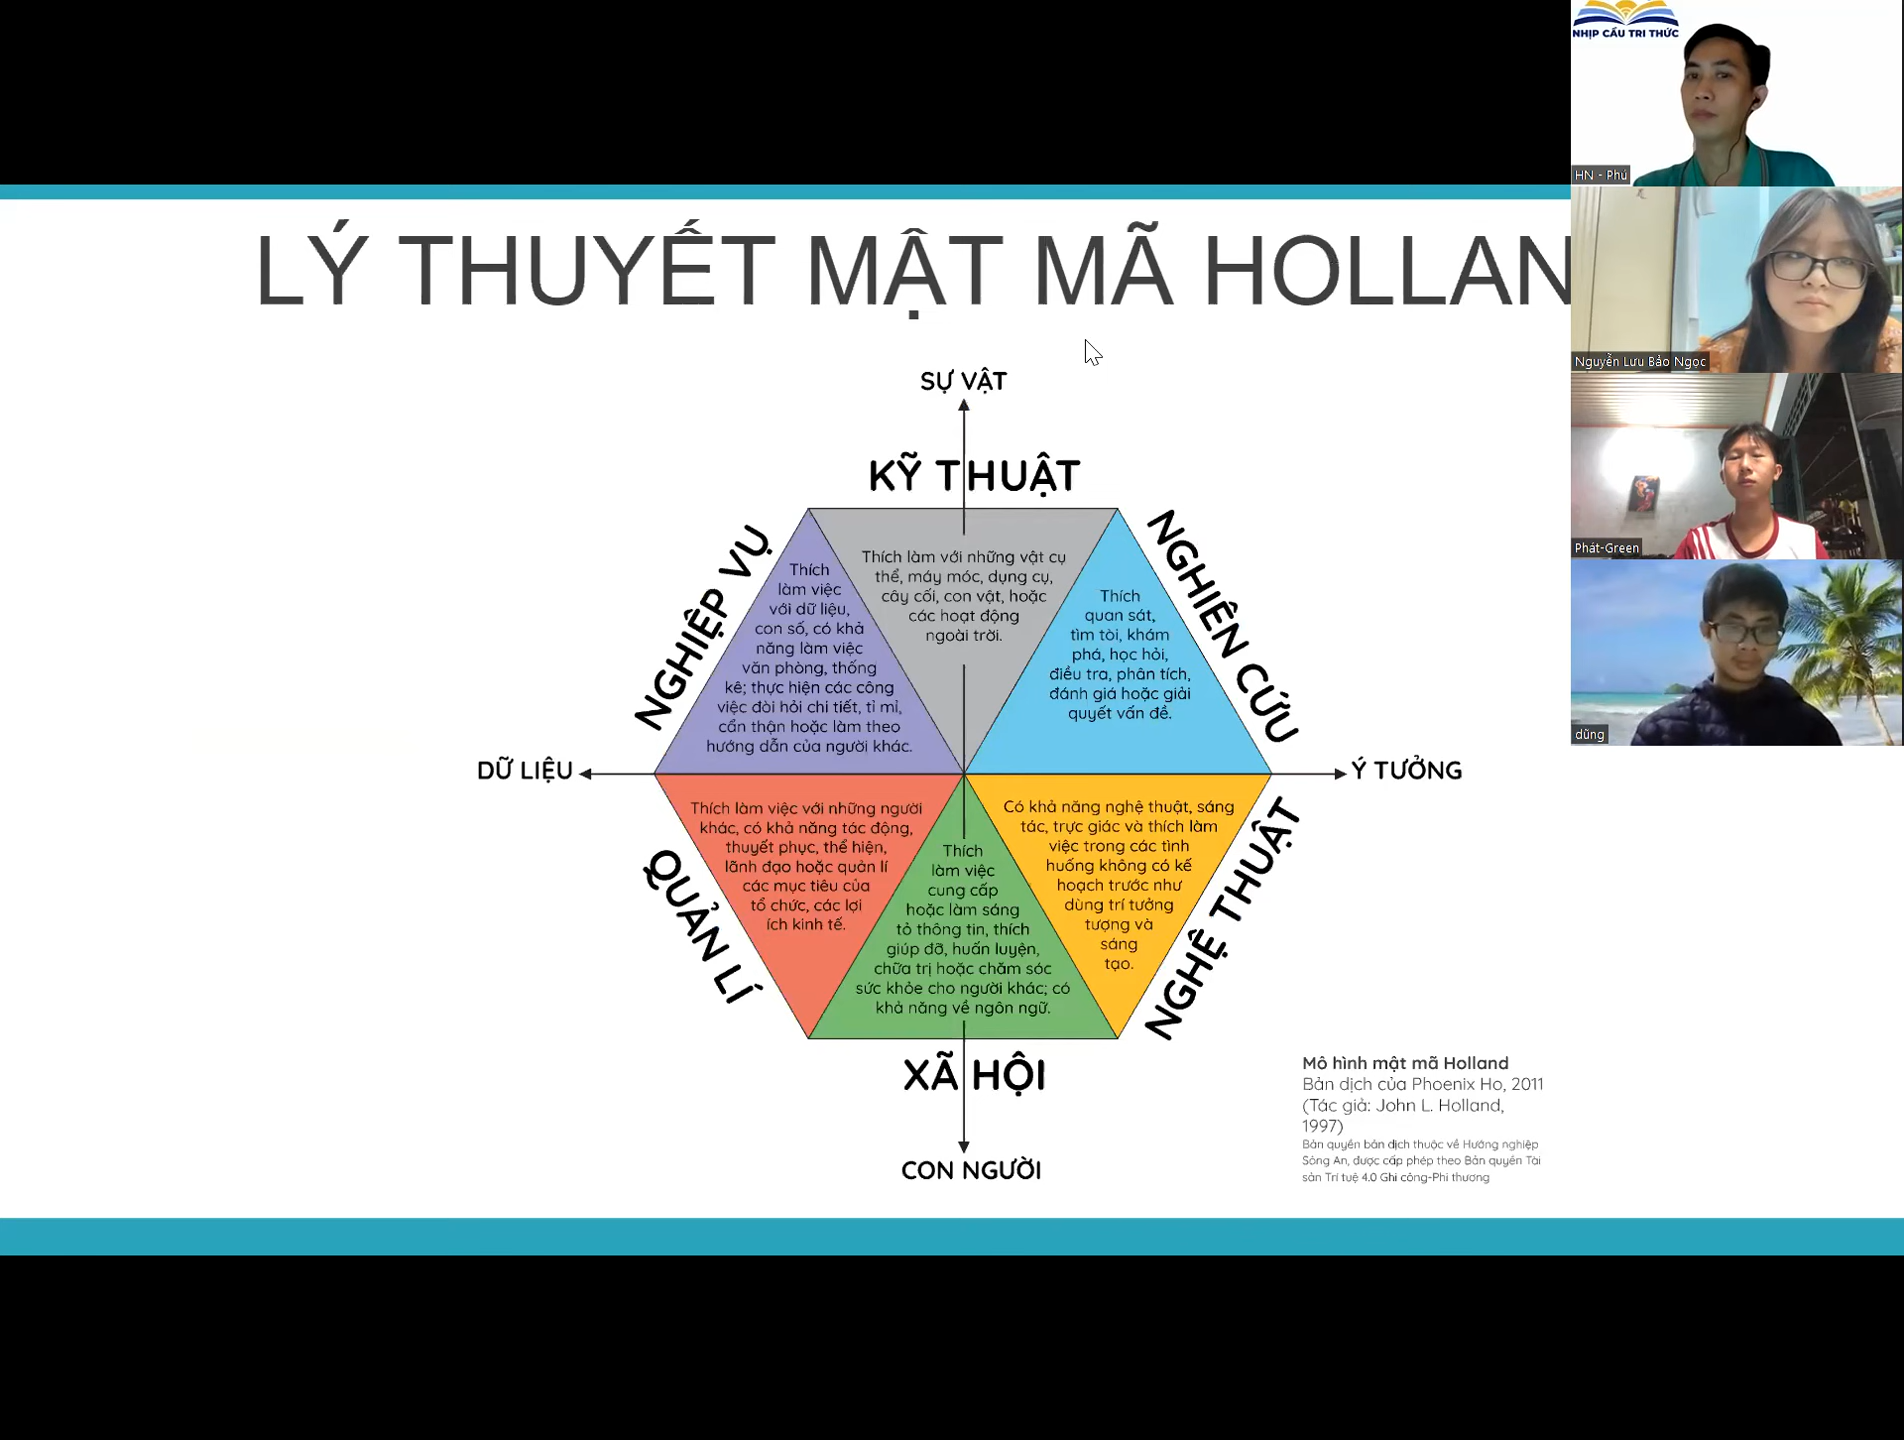 NHỊP CẦU TRI THỨC
HN - Phú
LÝ THUYẾT MẬT MÃ HOLLAN
Nguyễn Lưu Bảo Ngọc
Phát-Green
dũng
SỰ VẬT
KỸ THUẬT
Thích làm với những vật cụ
thể, máy móc, dụng cụ,
cây cối, con vật, hoặc
các hoạt động
ngoài trời.
NGHIỆP VỤ
Thích
làm việc
với dữ liệu,
con số, có khả
năng làm việc
văn phòng, thống
kê; thực hiện các công
việc đòi hỏi chi tiết, tỉ mỉ,
cẩn thận hoặc làm theo
hướng dẫn của người khác.
NGHIÊN CỨU
Thích
quan sát,
tìm tòi, khám
phá, học hỏi,
điều tra, phân tích,
đánh giá hoặc giải
quyết vấn đề.
DỮ LIỆU
Ý TƯỞNG
QUẢN LÍ
Thích làm việc với những người
khác, có khả năng tác động,
thuyết phục, thể hiện,
lãnh đạo hoặc quản lí
các mục tiêu của
tổ chức, các lợi
ích kinh tế.
Thích
làm việc
cung cấp
hoặc làm sáng
tỏ thông tin, thích
giúp đỡ, huấn luyện,
chữa trị hoặc chăm sóc
sức khỏe cho người khác; có
khả năng về ngôn ngữ.
XÃ HỘI
Có khả năng nghệ thuật, sáng
tác, trực giác và thích làm
việc trong các tình
huống không có kế
hoạch trước như
dùng trí tưởng
tượng và
sáng
tạo.
NGHỆ THUẬT
CON NGƯỜI
Mô hình mật mã Holland
Bản dịch của Phoenix Ho, 2011
(Tác giả: John L. Holland,
1997)
Bản quyền bản dịch thuộc về Hướng nghiệp
Sông An, được cấp phép theo Bản quyền Tài
sản Trí tuệ 4.0 Ghi công-Phi thương